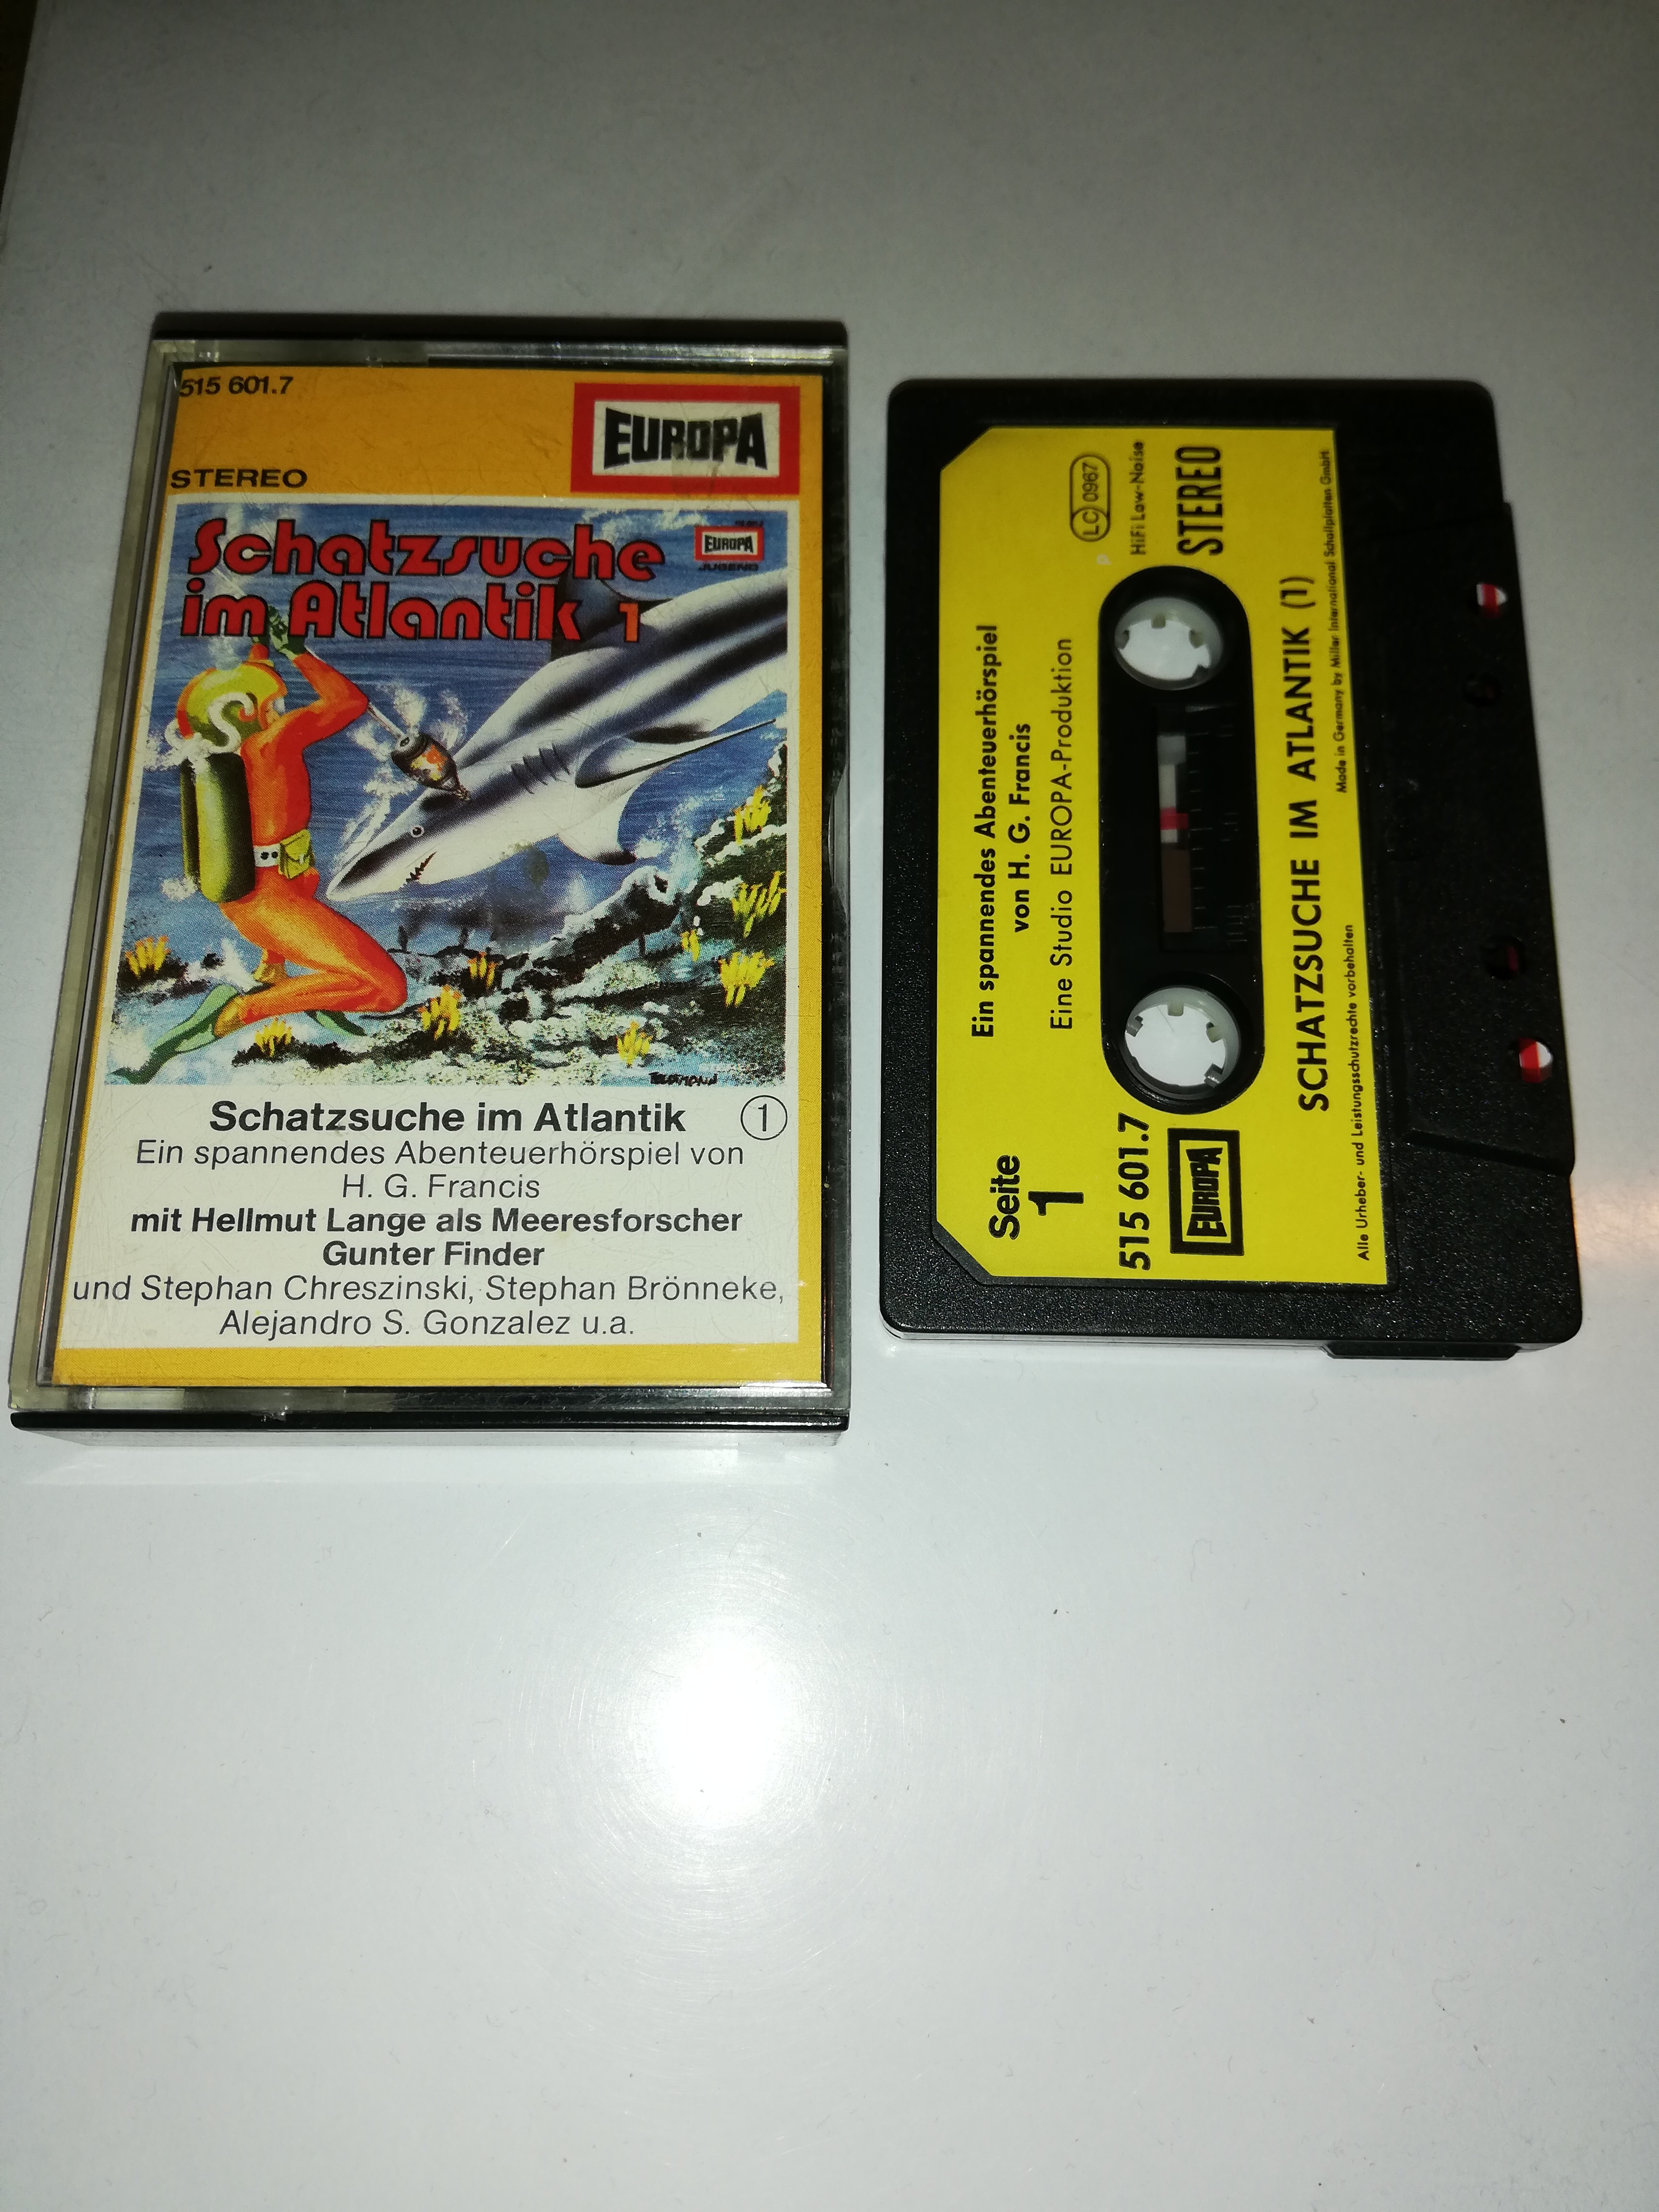 515 601.7
EUROPA
STEREO
Schatzsuche
im Atlantik 1
EUROPA
JUGEND
Schatzsuche im Atlantik 1
Ein spannendes Abenteuerhörspiel von
H. G. Francis
mit Hellmut Lange als Meeresforscher
Gunter Finder
und Stephan Chreszinski, Stephan Brönneke,
Alejandro S. Gonzalez u.a.
Ein spannendes Abenteuerhörspiel
von H. G. Francis
Eine Studio EUROPA-Produktion
LC 0967
HiFi Low-Noise
STEREO
Seite
1
515 601.7
EUROPA
SCHATZSUCHE IM ATLANTIK (1)
Made in Germany by Miller International Schallplatten GmbH
Alle Urheber- und Leistungsschutzrechte vorbehalten